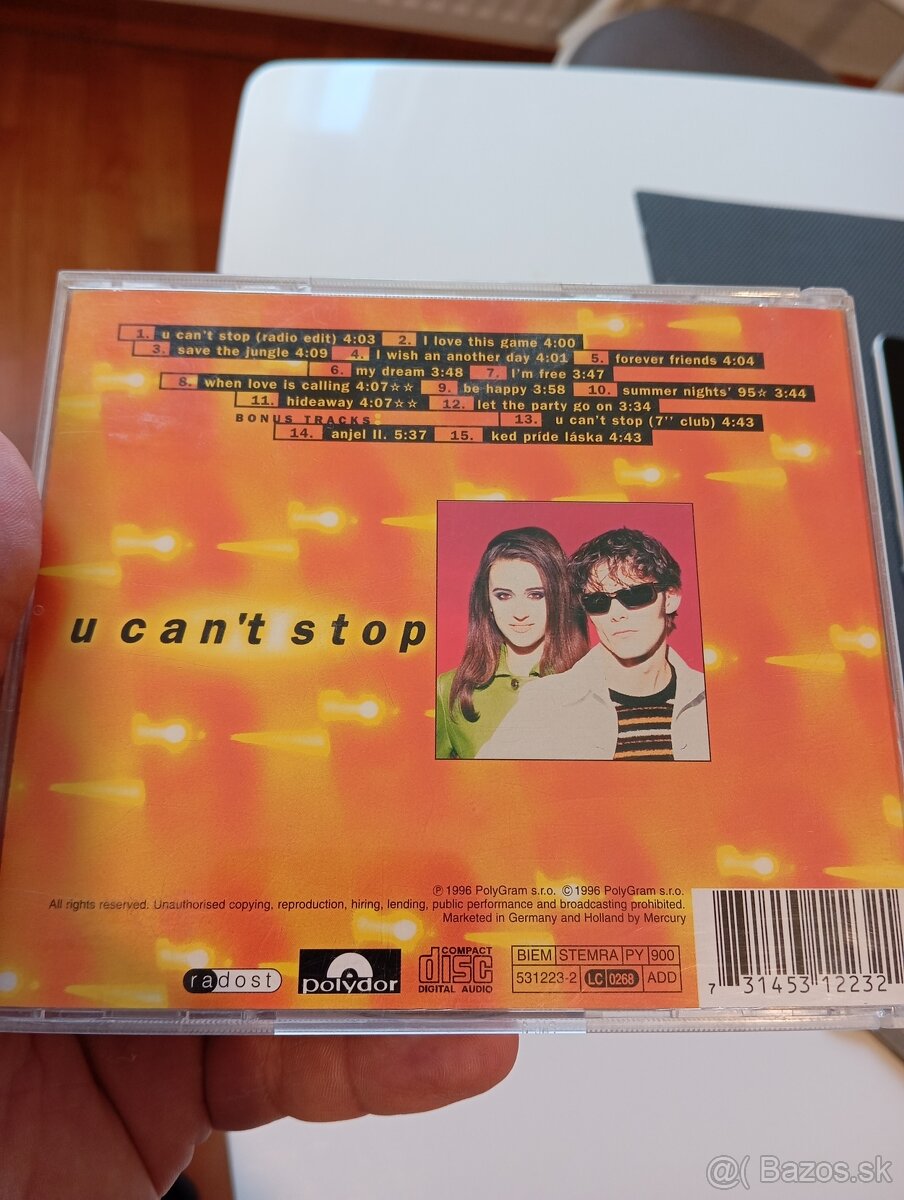 1. u can't stop (radio edit) 4:03 2. I love this game 4:00
3. save the jungle 4:09 4. I wish an another day 4:01 5. forever friends 4:04
6. my dream 3:48 7. I'm free 3:47
8. when love is calling 4:07☆☆ 9. be happy 3:58 10. summer nights' 95☆ 3:44
11. hideaway 4:07☆☆ 12. let the party go on 3:34
BONUS TRACKS: 13. u can't stop (7'' club) 4:43
14. anjel II. 5:37 15. ked príde láska 4:43
u can't stop
℗ 1996 PolyGram s.r.o. © 1996 PolyGram s.r.o.
All rights reserved. Unauthorised copying, reproduction, hiring, lending, public performance and broadcasting prohibited.
Marketed in Germany and Holland by Mercury
radost
polydor
COMPACT
disc
DIGITAL AUDIO
BIEM STEMRA PY 900
531223-2 LC 0268 ADD
7 31453 12232
@( Bazos.sk